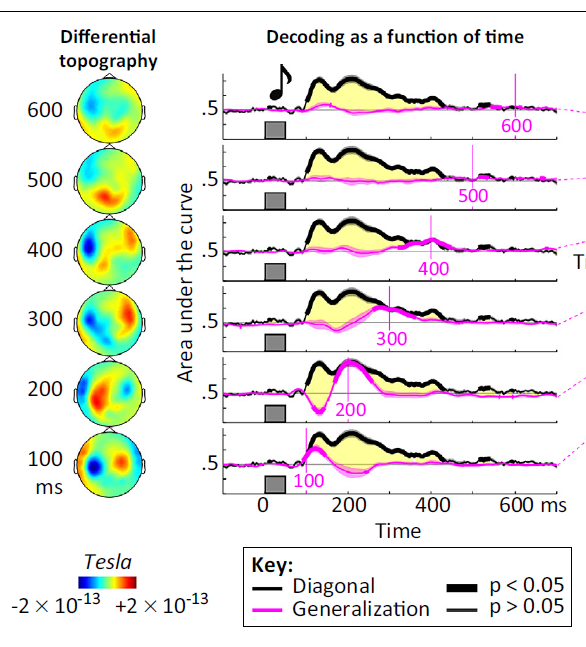 Differential
topography
Decoding as a function of time
600
.5
600
500
.5
500
400
.5
400
300
.5
300
200
.5
200
100
ms
.5
100
Area under the curve
0 200 400 600 ms
Time
Tesla
-2 × 10-13 +2 × 10-13
Key:
Diagonal p < 0.05
Generalization p > 0.05